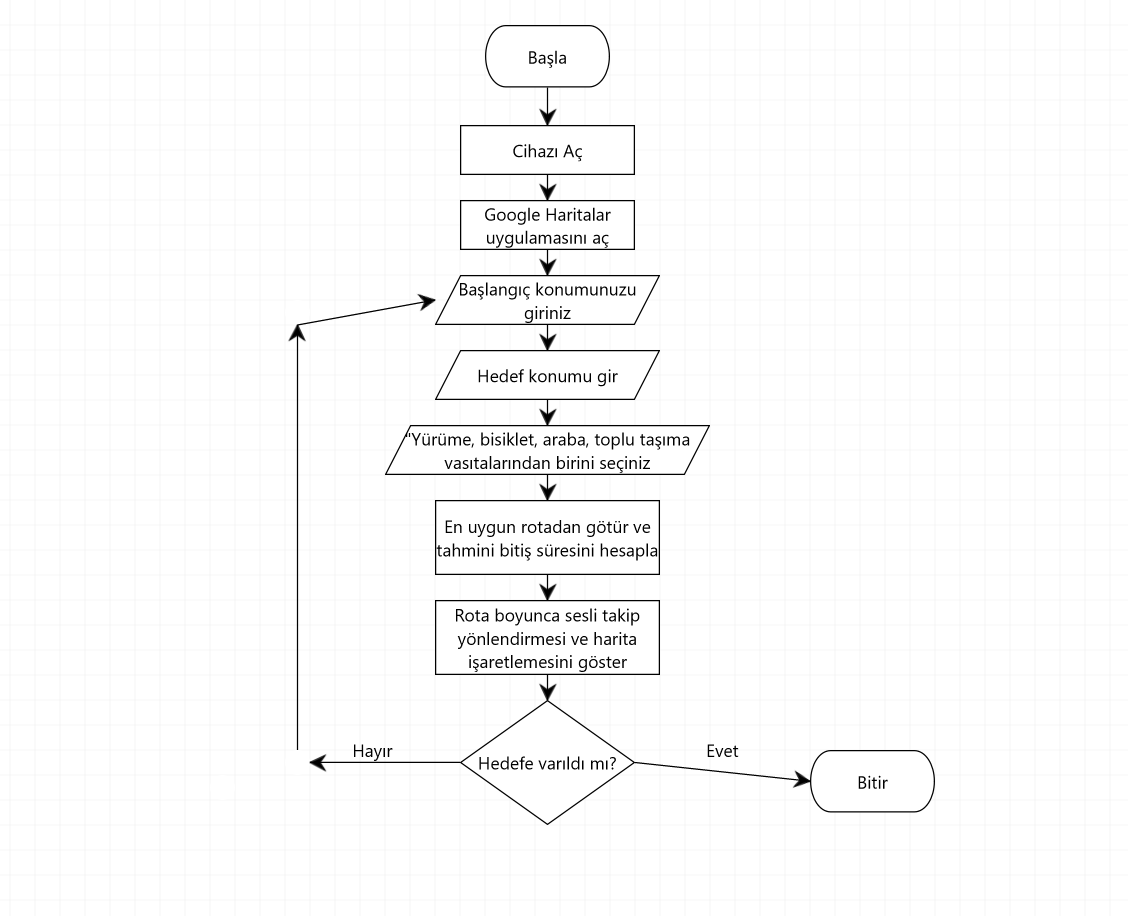 Başla
Cihazı Aç
Google Haritalar
uygulamasını aç
Başlangıç konumunuzu
giriniz
Hedef konumu gir
"Yürüme, bisiklet, araba, toplu taşıma
vasıtalarından birini seçiniz
En uygun rotadan götür ve
tahmini bitiş süresini hesapla
Rota boyunca sesli takip
yönlendirmesi ve harita
işaretlemesini göster
Hayır
Hedefe varıldı mı?
Evet
Bitir